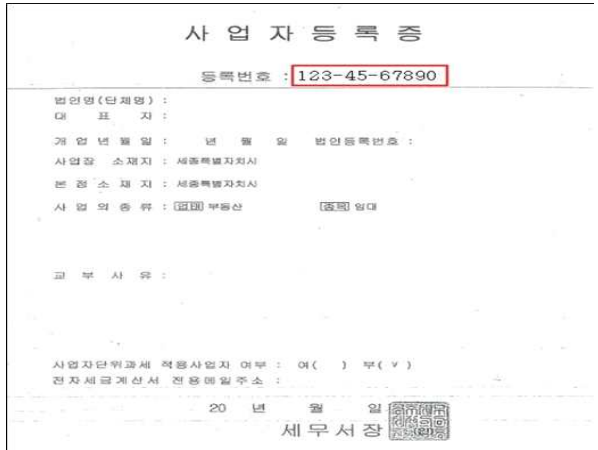 사업자등록증
등록번호 : 123-45-67890
법인명(단체명) :
대 표 자 :
개 업 년 월 일 : 년 월 일 법인등록번호 :
사업장 소재지 : 세종특별자치시
본 점 소 재 지 : 세종특별자치시
사 업 의 종 류 : 업태 부동산 종목 임대
교 부 사 유 :
사업자단위과세 적용사업자 여부 : 여( ) 부( v )
전자세금계산서 전용메일주소 :
20 년 월 일
세무서장